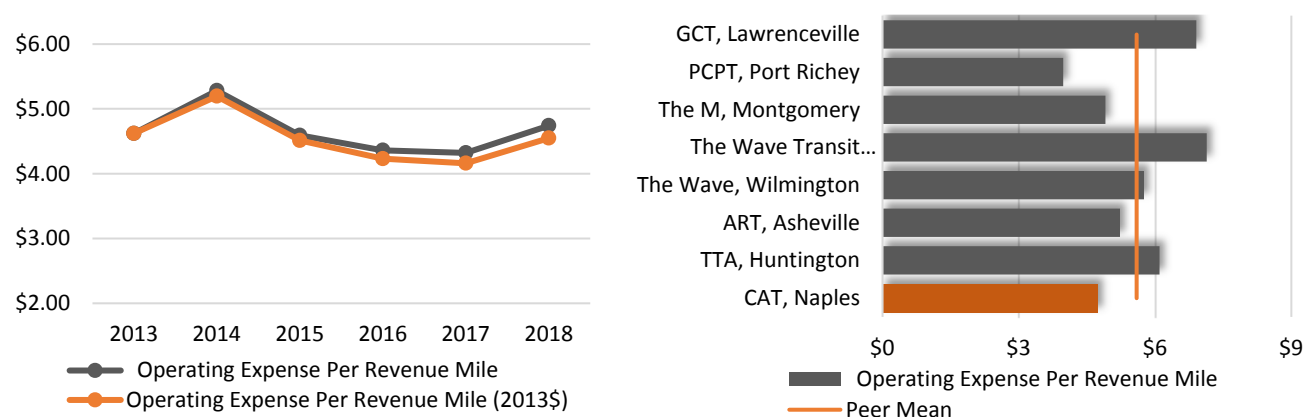 $6.00
$5.00
$4.00
$3.00
$2.00
2013 2014 2015 2016 2017 2018
Operating Expense Per Revenue Mile
Operating Expense Per Revenue Mile (2013$)
GCT, Lawrenceville
PCPT, Port Richey
The M, Montgomery
The Wave Transit...
The Wave, Wilmington
ART, Asheville
TTA, Huntington
CAT, Naples
$0 $3 $6 $9
Operating Expense Per Revenue Mile
Peer Mean